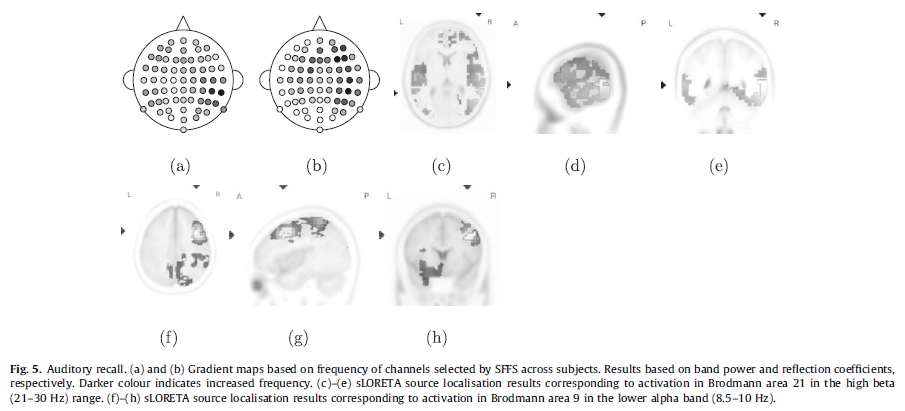 L R A P L R
(a) (b) (c) (d) (e)
L R A P L R
(f) (g) (h)
Fig. 5. Auditory recall. (a) and (b) Gradient maps based on frequency of channels selected by SFFS across subjects. Results based on band power and reflection coefficients,
respectively. Darker colour indicates increased frequency. (c)–(e) sLORETA source localisation results corresponding to activation in Brodmann area 21 in the high beta
(21–30 Hz) range. (f)–(h) sLORETA source localisation results corresponding to activation in Brodmann area 9 in the lower alpha band (8.5–10 Hz).